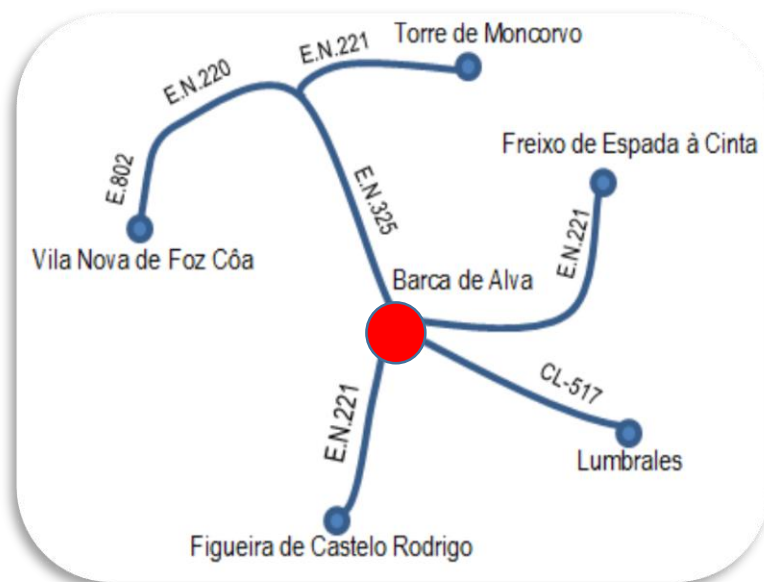 Torre de Moncorvo
E.N.221
E.N.220
Freixo de Espada à Cinta
E.802
E.N.325
E.N.221
Vila Nova de Foz Côa
Barca de Alva
CL-517
E.N.221
Lumbrales
Figueira de Castelo Rodrigo